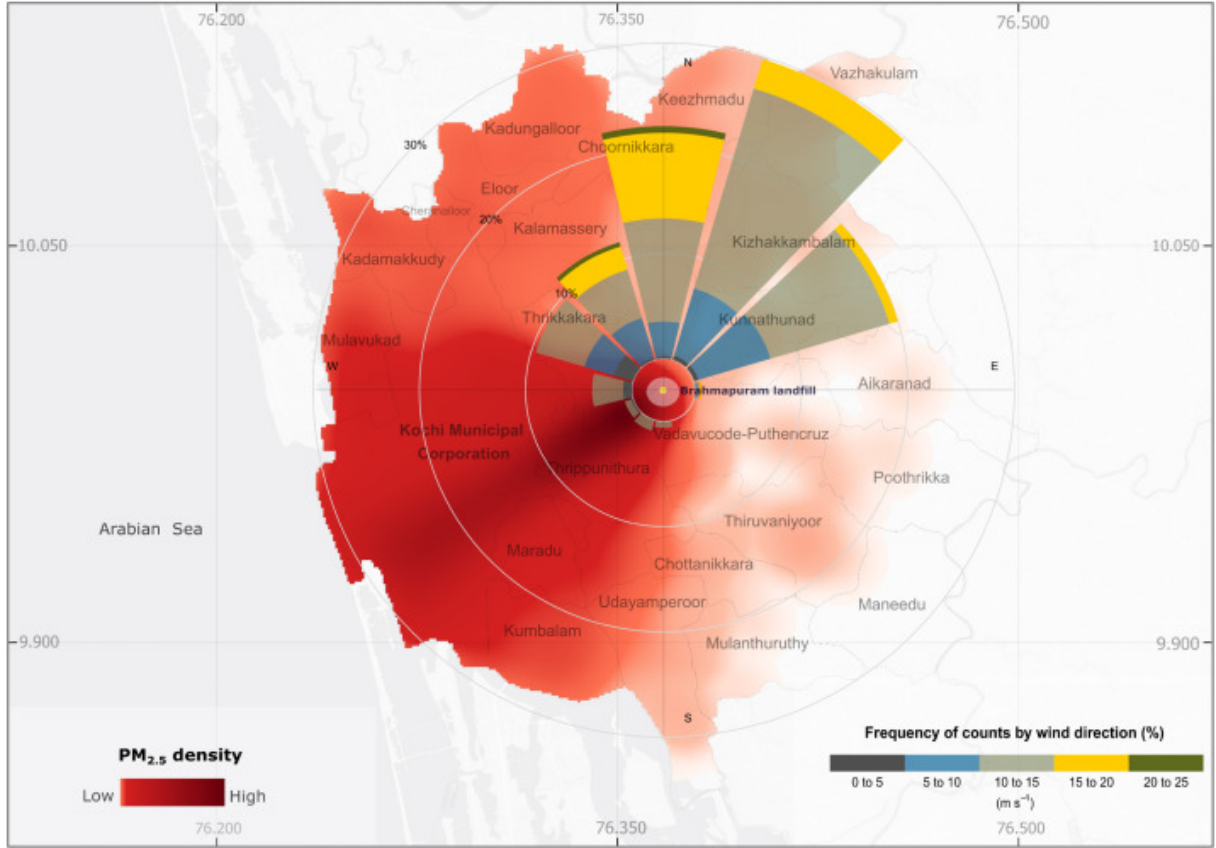 76.200
76.350
76.500
N
Vazhakulam
Keezhmadu
Kadungalloor
30%
Choornikkara
Eloor
Cheranalloor
20%
Kalamassery
10.050
Kizhakkambalam
10.050
Kadamakkudy
10%
Thrikkakara
Kunnathunad
Mulavukad
W
E
Brahmapuram landfill
Aikaranad
Kochi Municipal
Corporation
Vadavucode-Puthencruz
Thrippunithura
Poothrikka
Arabian Sea
Thiruvaniyoor
Maradu
Chottanikkara
Udayamperoor
Maneedu
Kumbalam
9.900
Mulanthuruthy
9.900
S
PM2.5 density
Low
High
Frequency of counts by wind direction (%)
0 to 5
5 to 10
10 to 15
15 to 20
20 to 25
(m s⁻¹)
76.200
76.350
76.500